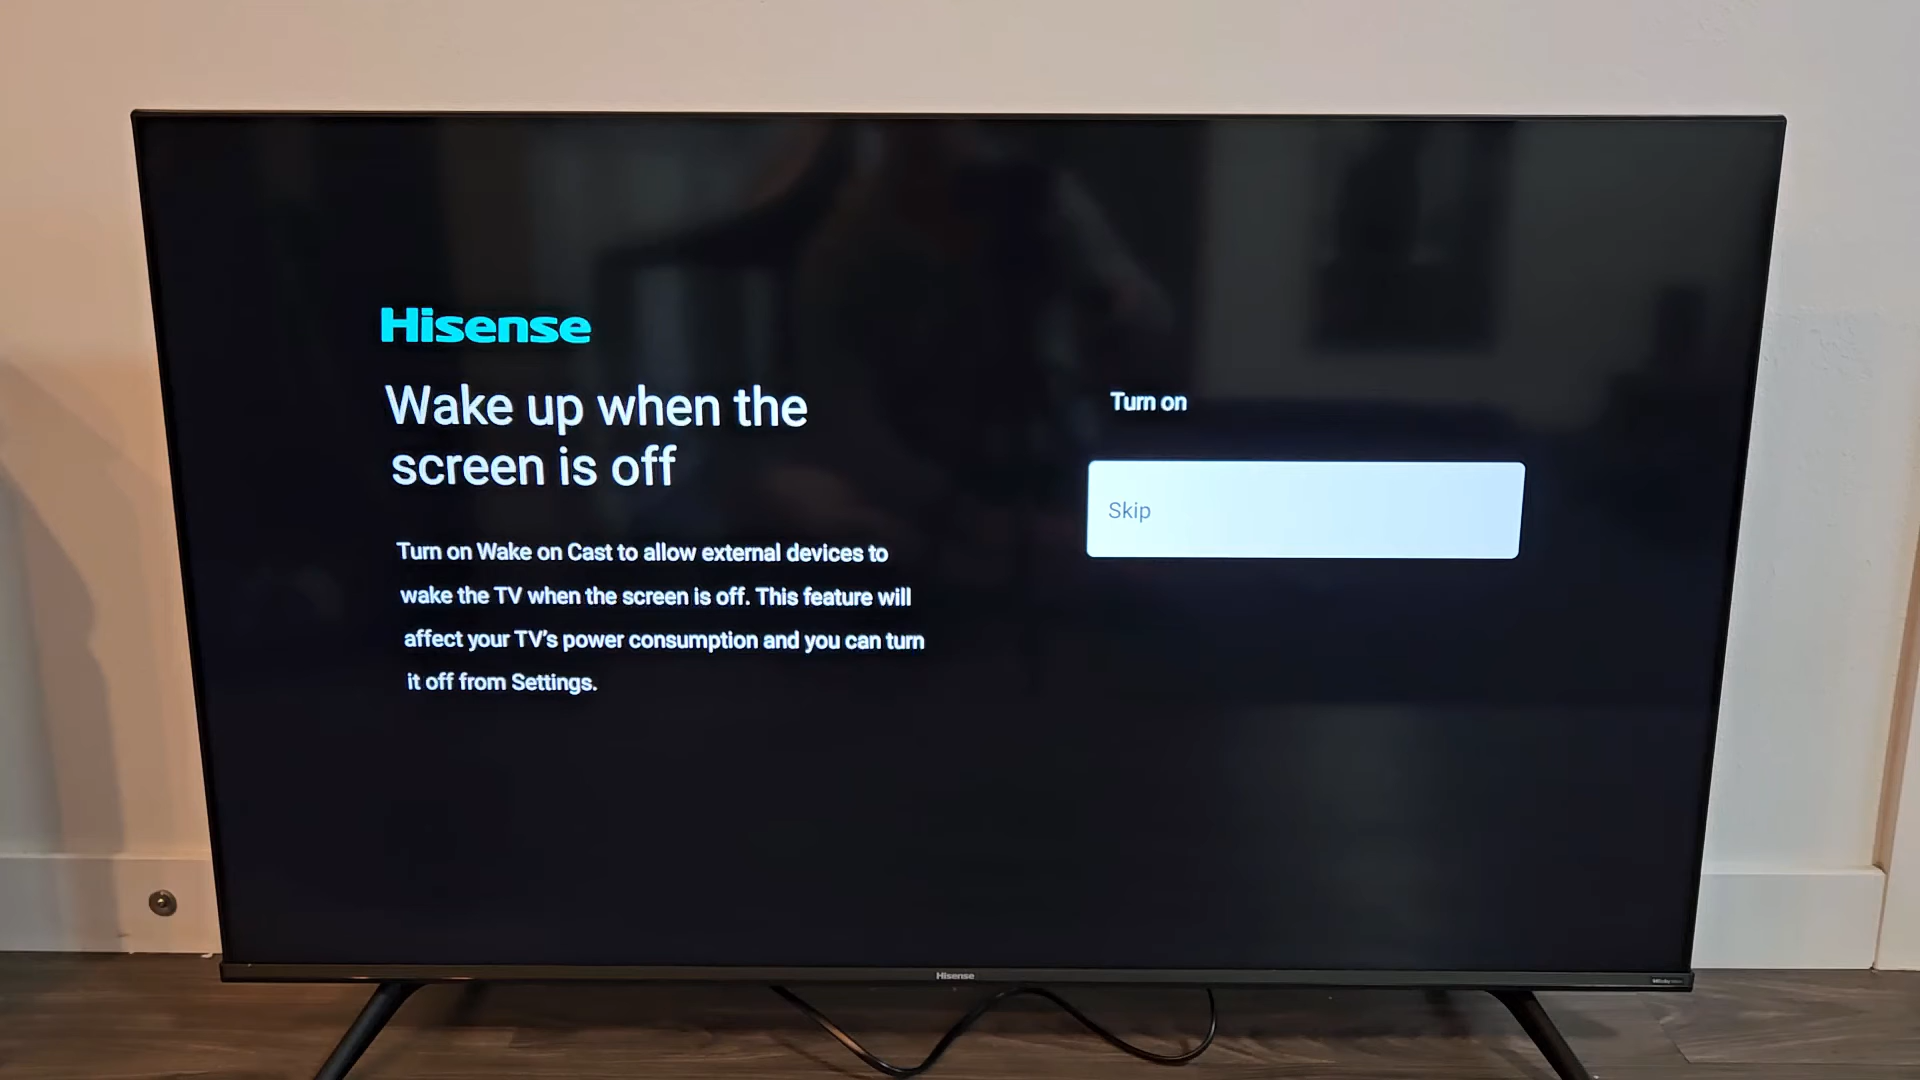 Hisense
Wake up when the
screen is off
Turn on Wake on Cast to allow external devices to
wake the TV when the screen is off. This feature will
affect your TV's power consumption and you can turn
it off from Settings.
Turn on
Skip
Hisense